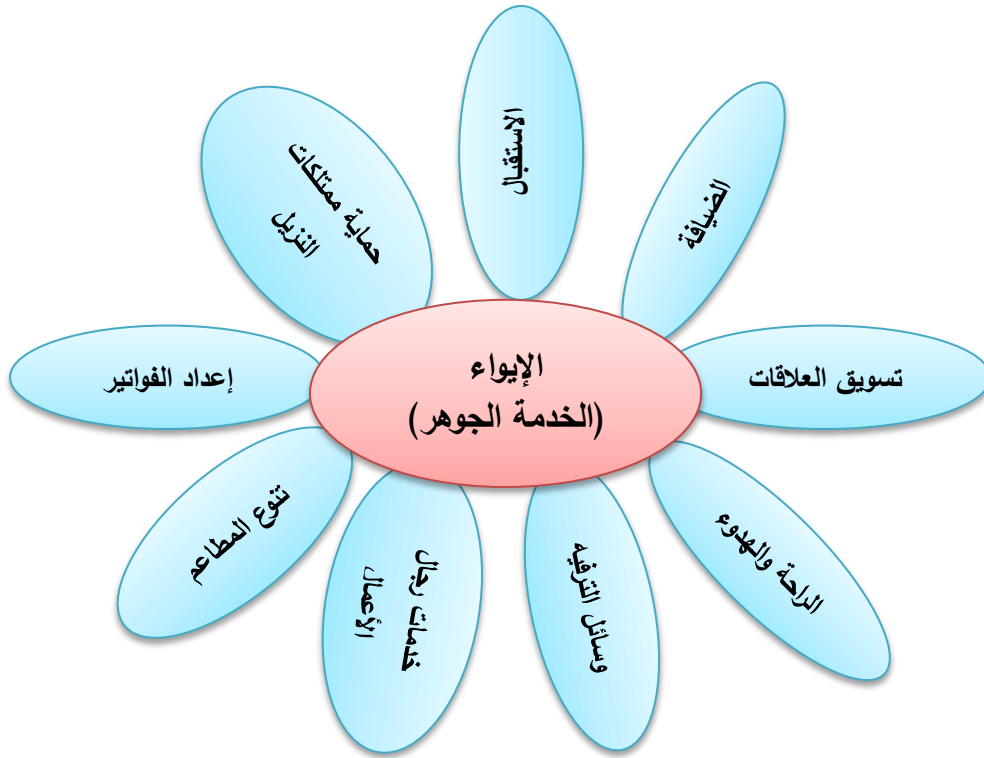 الاستقبال
الضيافة
حماية ممتلكات
النزيل
الإيواء
(الخدمة الجوهر)
تسويق العلاقات
إعداد الفواتير
الراحة والهدوء
تنوع المطاعم
وسائل الترفيه
خدمات رجال
الأعمال